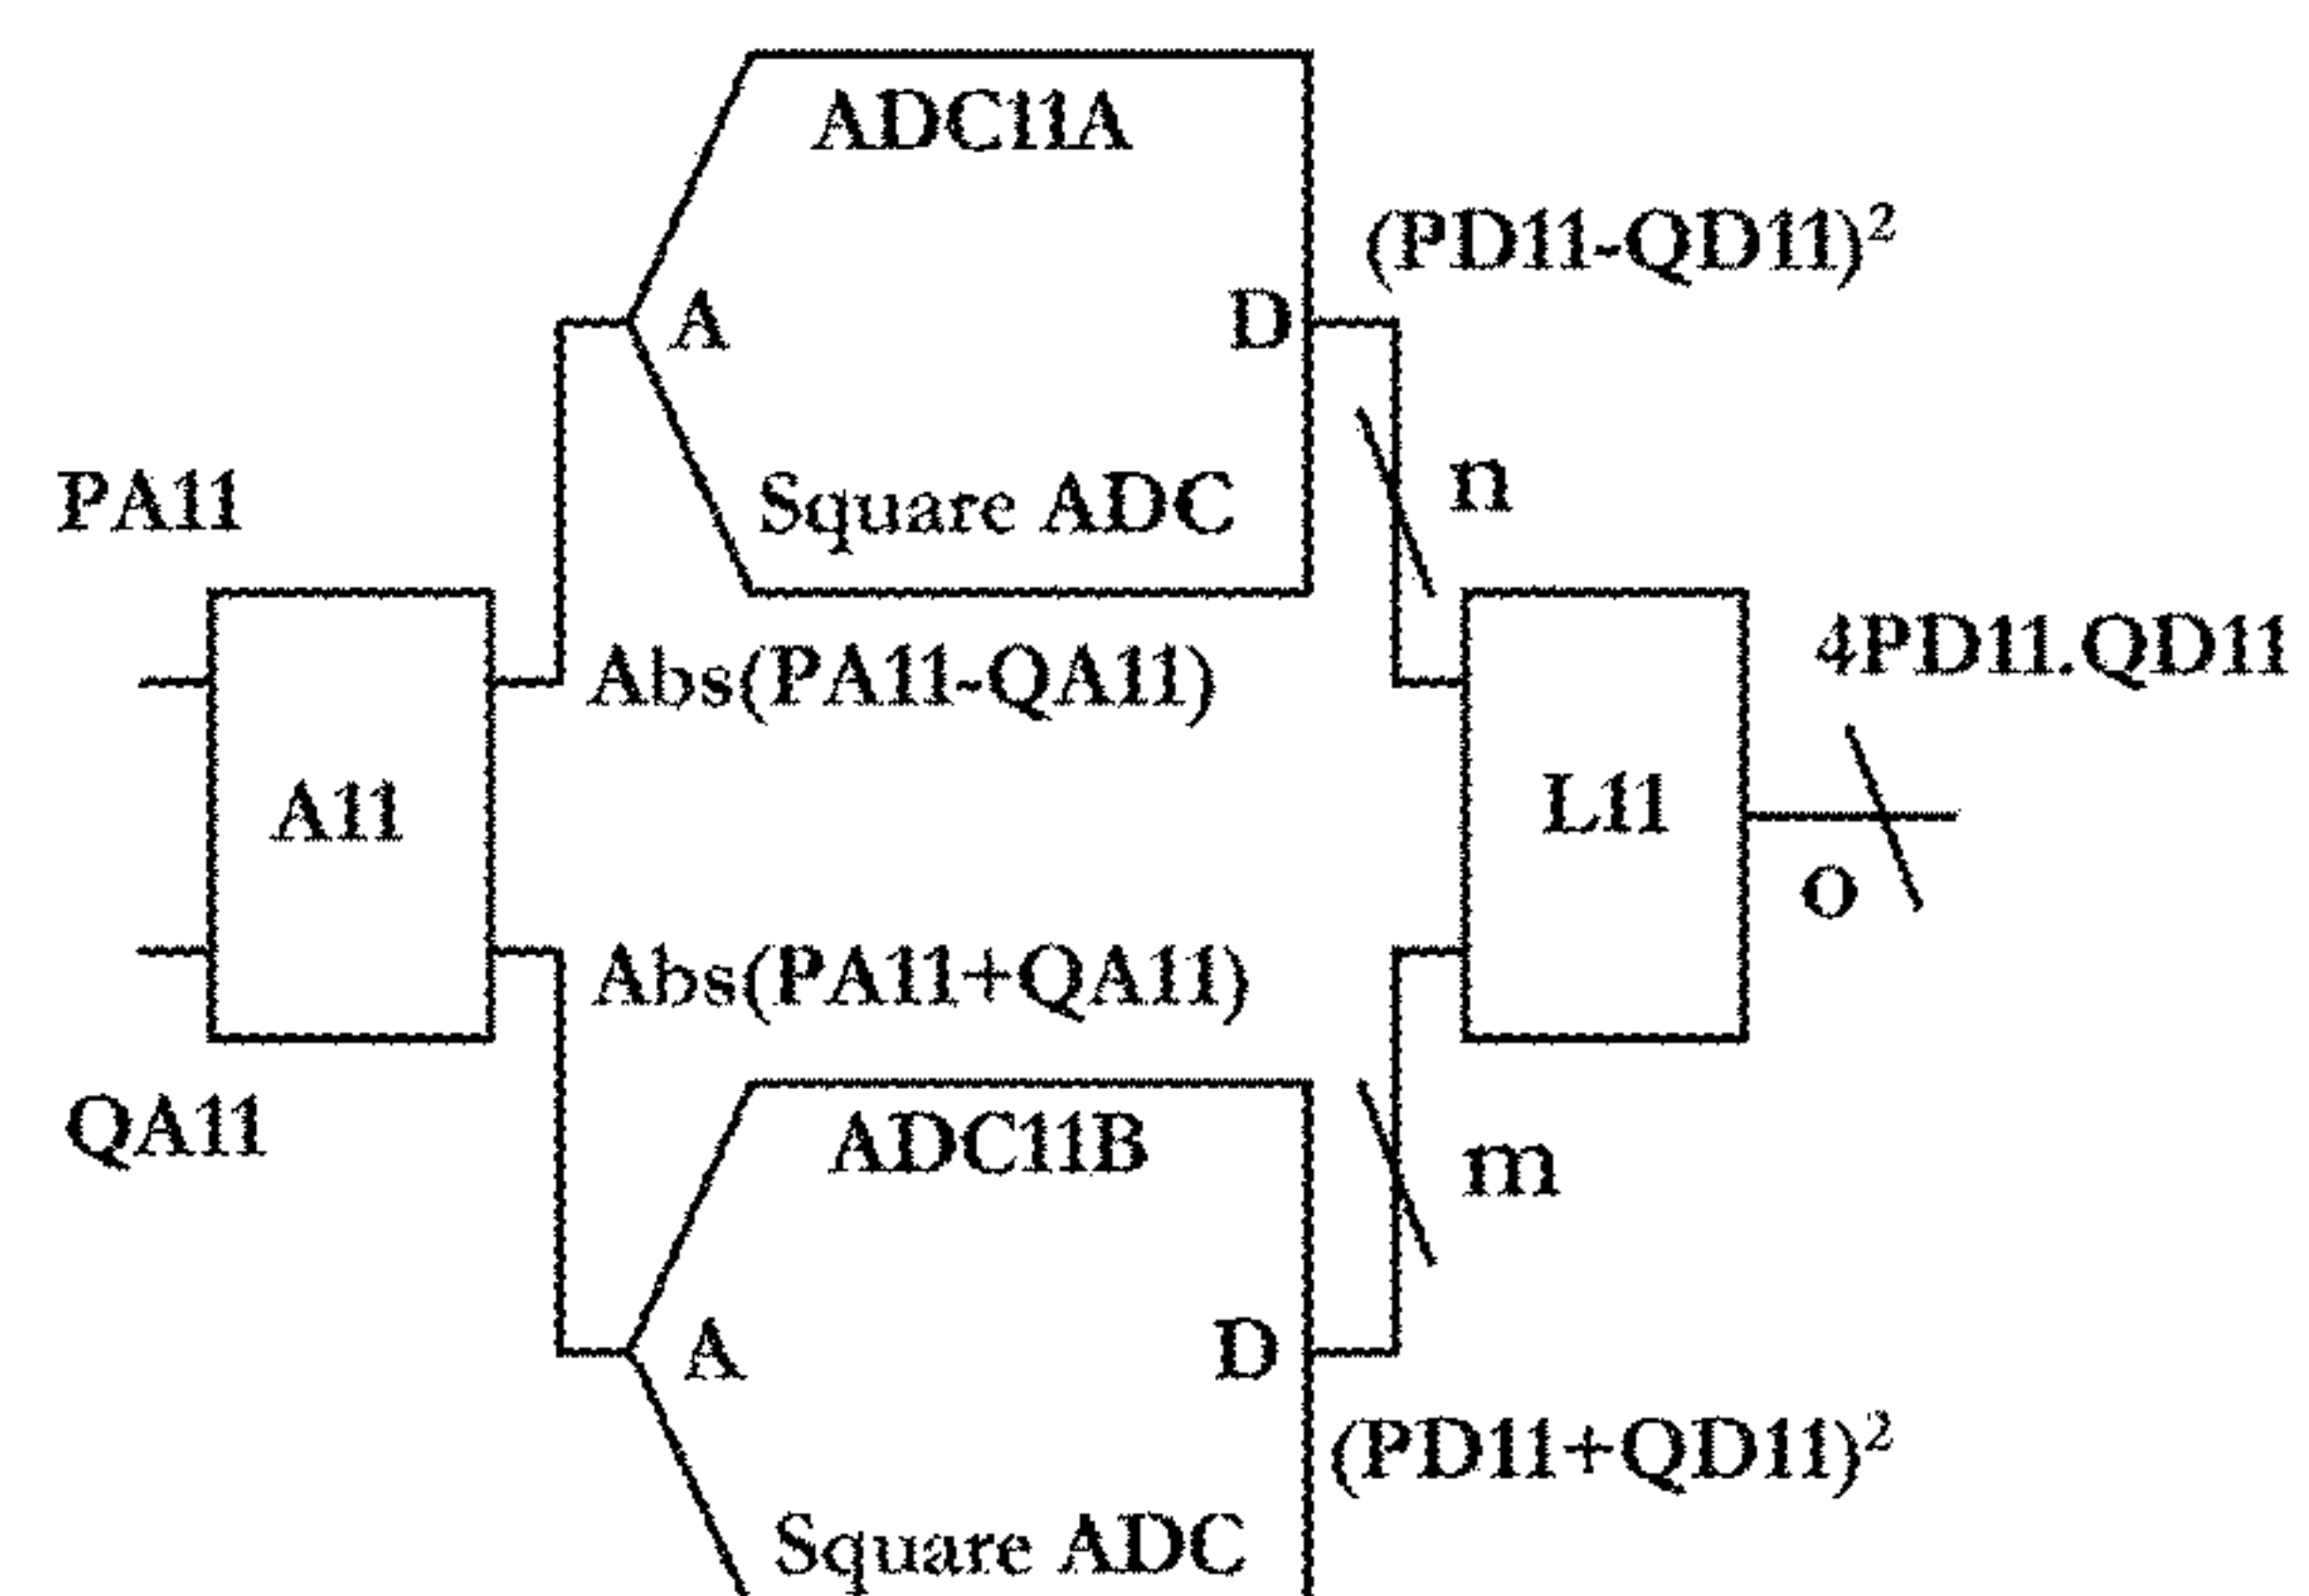 ADC11A
(PD11-QD11)²
A
D
PA11
Square ADC
n
Abs(PA11-QA11)
4PD11.QD11
A11
L11
o
Abs(PA11+QA11)
QA11
ADC11B
m
A
D
(PD11+QD11)²
Square ADC